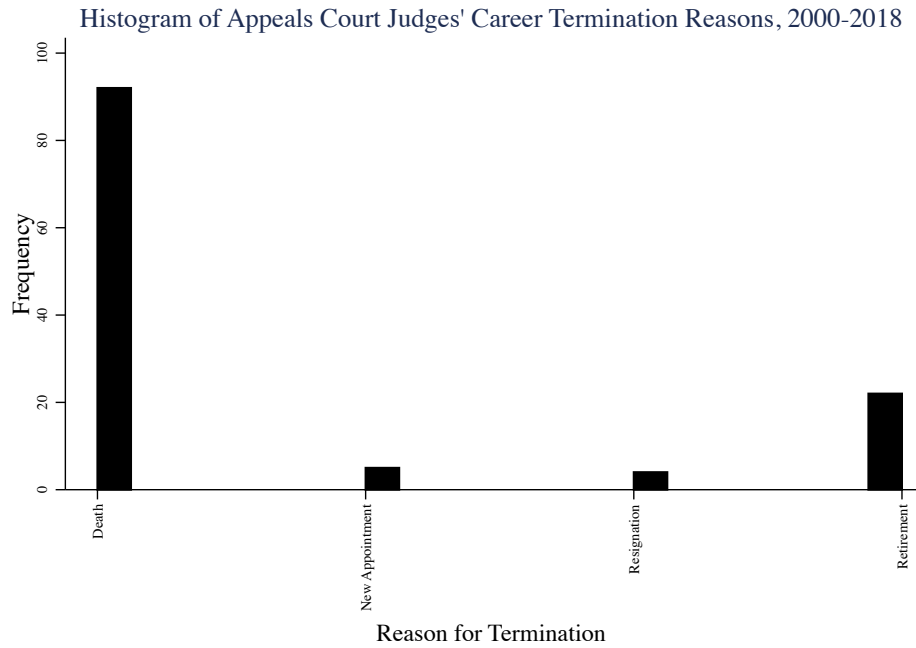 Histogram of Appeals Court Judges' Career Termination Reasons, 2000-2018
Frequency
100
80
60
40
20
0
Death
New Appointment
Resignation
Retirement
Reason for Termination